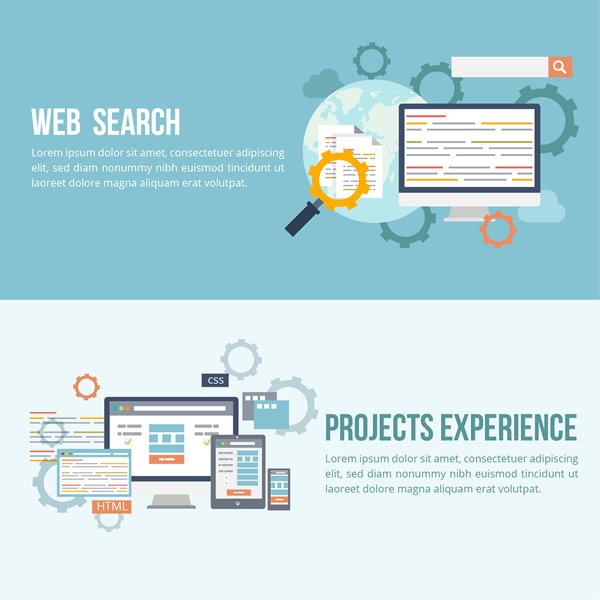 WEB SEARCH
Lorem ipsum dolor sit amet, consectetuer adipiscing
elit, sed diam nonummy nibh euismod tincidunt ut
laoreet dolore magna aliquam volutpat.
CSS
HTML
PROJECTS EXPERIENCE
Lorem ipsum dolor sit amet, consectetuer adipiscing
elit, sed diam nonummy nibh euismod tincidunt ut
laoreet dolore magna aliquam volutpat.